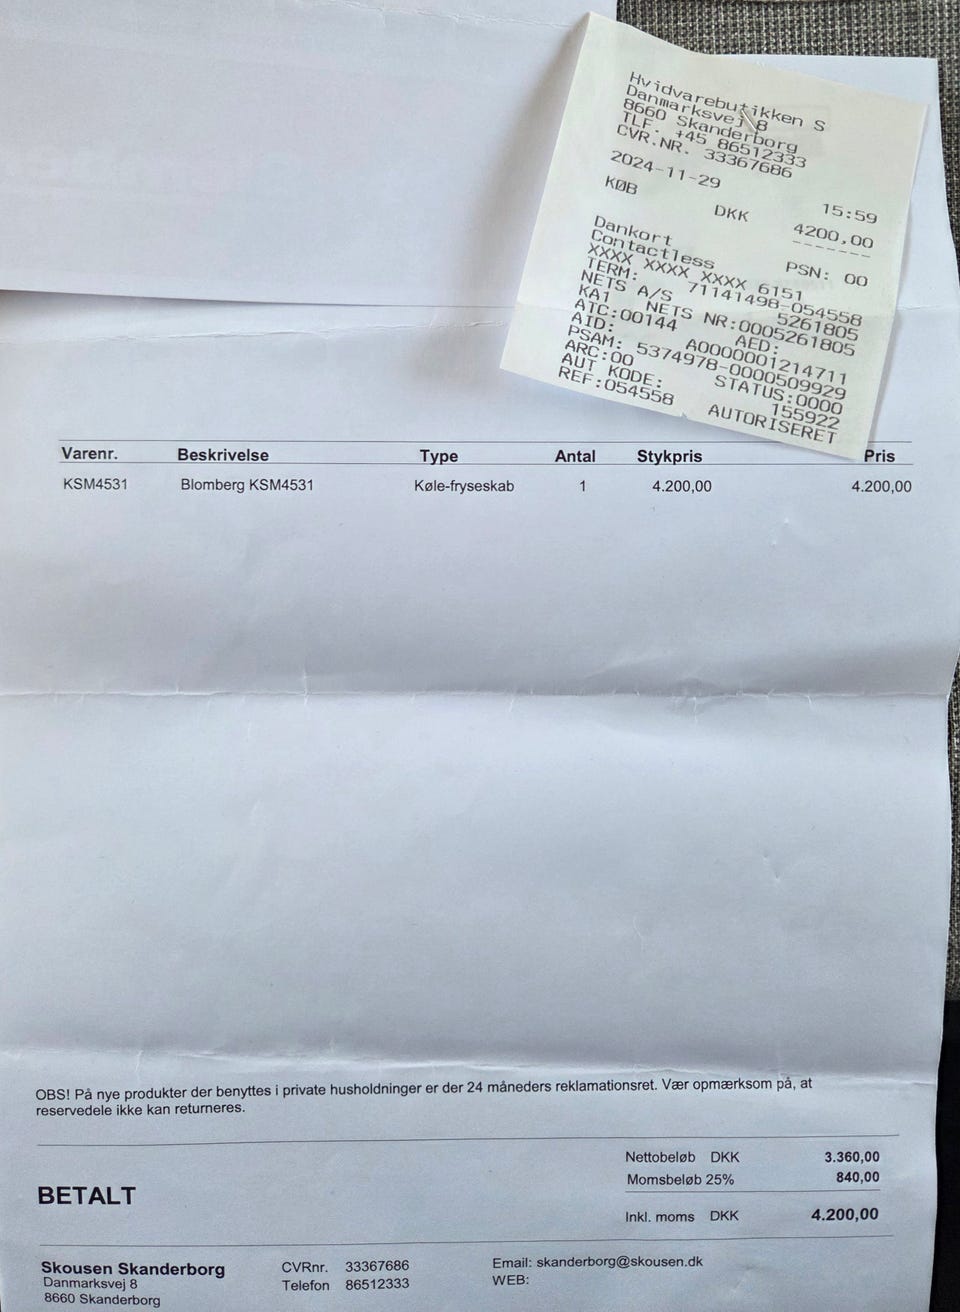 Hvidvarebutikken S
Danmarksvej 8
8660 Skanderborg
TLF. +45 86512333
CVR.NR. 33367686
2024-11-29 15:59
KØB DKK 4200,00
-------
Dankort PSN: 00
Contactless
XXXX XXXX XXXX 6151
TERM: 71141498-054558
NETS A/S 5261805
KA1 NETS NR:0005261805
ATC:00144 AED:
AID: A0000001214711
PSAM: 5374978-0000509929
ARC:00 STATUS:0000
AUT KODE: 155922
REF:054558 AUTORISERET
Varenr. Beskrivelse Type Antal Stykpris Pris
KSM4531 Blomberg KSM4531 Køle-fryseskab 1 4.200,00 4.200,00
OBS! På nye produkter der benyttes i private husholdninger er der 24 måneders reklamationsret. Vær opmærksom på, at
reservedele ikke kan returneres.
Nettobeløb DKK 3.360,00
Momsbeløb 25% 840,00
BETALT
Inkl. moms DKK 4.200,00
Skousen Skanderborg CVRnr. 33367686 Email: skanderborg@skousen.dk
Danmarksvej 8 Telefon 86512333 WEB:
8660 Skanderborg